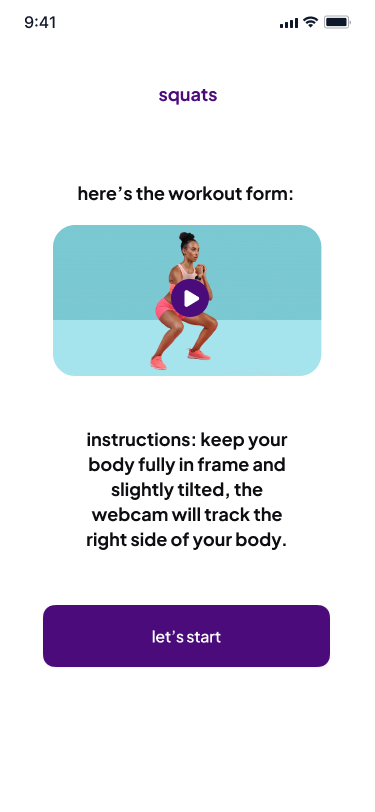 9:41
squats
here’s the workout form:
instructions: keep your
body fully in frame and
slightly tilted, the
webcam will track the
right side of your body.
let’s start